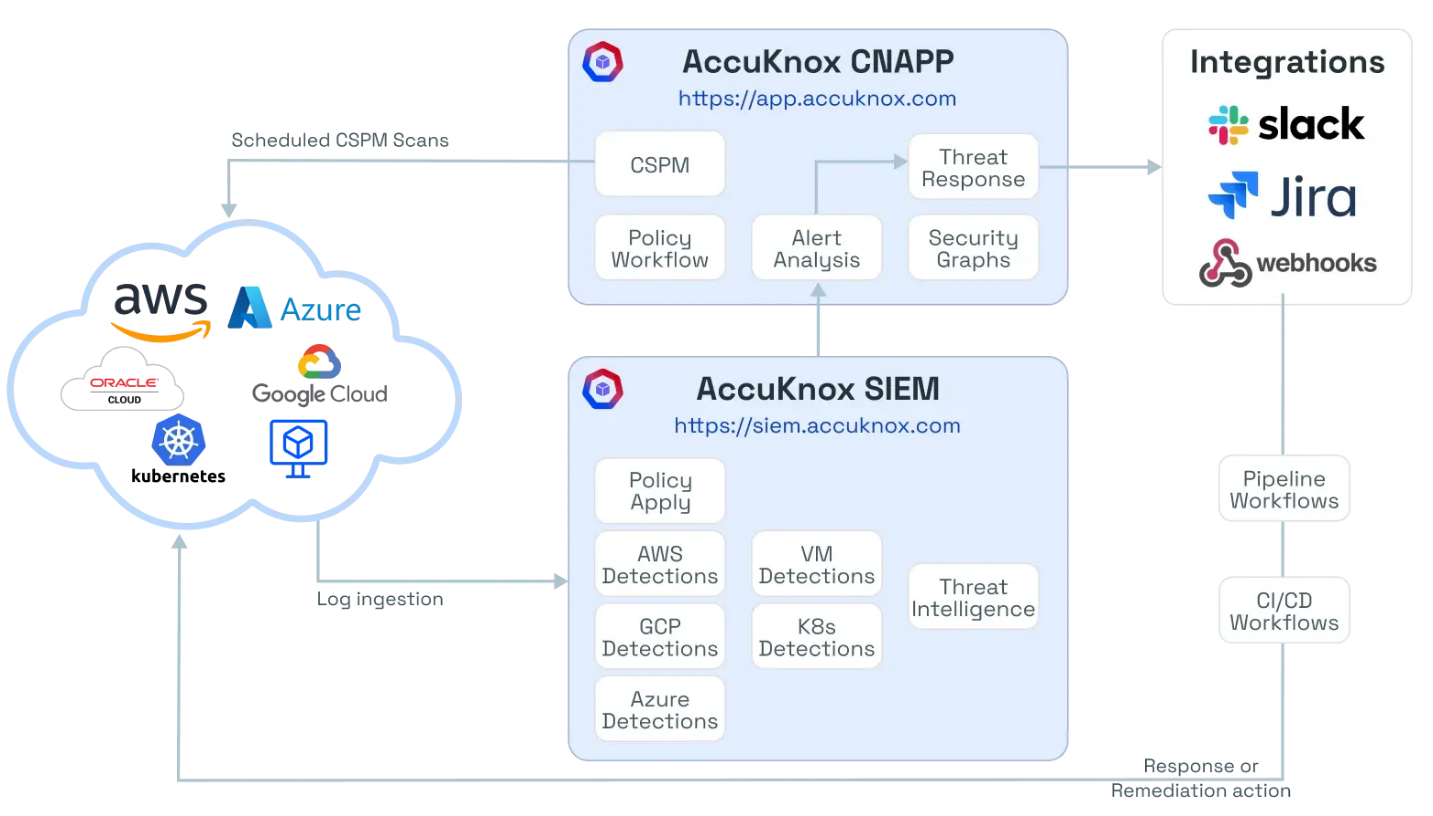 AccuKnox CNAPP
https://app.accuknox.com
CSPM
Policy
Workflow
Alert
Analysis
Threat
Response
Security
Graphs
Integrations
slack
Jira
webhooks
Scheduled CSPM Scans
aws
Azure
ORACLE
CLOUD
Google Cloud
kubernetes
Log ingestion
AccuKnox SIEM
https://siem.accuknox.com
Policy
Apply
AWS
Detections
VM
Detections
GCP
Detections
K8s
Detections
Azure
Detections
Threat
Intelligence
Pipeline
Workflows
CI/CD
Workflows
Response or
Remediation action